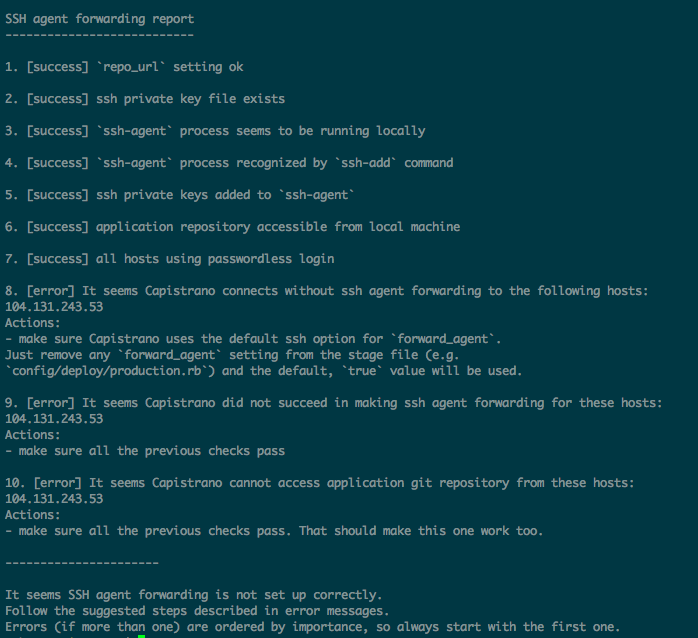 SSH agent forwarding report
---------------------------
1. [success] `repo_url` setting ok
2. [success] ssh private key file exists
3. [success] `ssh-agent` process seems to be running locally
4. [success] `ssh-agent` process recognized by `ssh-add` command
5. [success] ssh private keys added to `ssh-agent`
6. [success] application repository accessible from local machine
7. [success] all hosts using passwordless login
8. [error] It seems Capistrano connects without ssh agent forwarding to the following hosts:
104.131.243.53
Actions:
- make sure Capistrano uses the default ssh option for `forward_agent`.
Just remove any `forward_agent` setting from the stage file (e.g.
`config/deploy/production.rb`) and the default, `true` value will be used.
9. [error] It seems Capistrano did not succeed in making ssh agent forwarding for these hosts:
104.131.243.53
Actions:
- make sure all the previous checks pass
10. [error] It seems Capistrano cannot access application git repository from these hosts:
104.131.243.53
Actions:
- make sure all the previous checks pass. That should make this one work too.
----------------------
It seems SSH agent forwarding is not set up correctly.
Follow the suggested steps described in error messages.
Errors (if more than one) are ordered by importance, so always start with the first one.